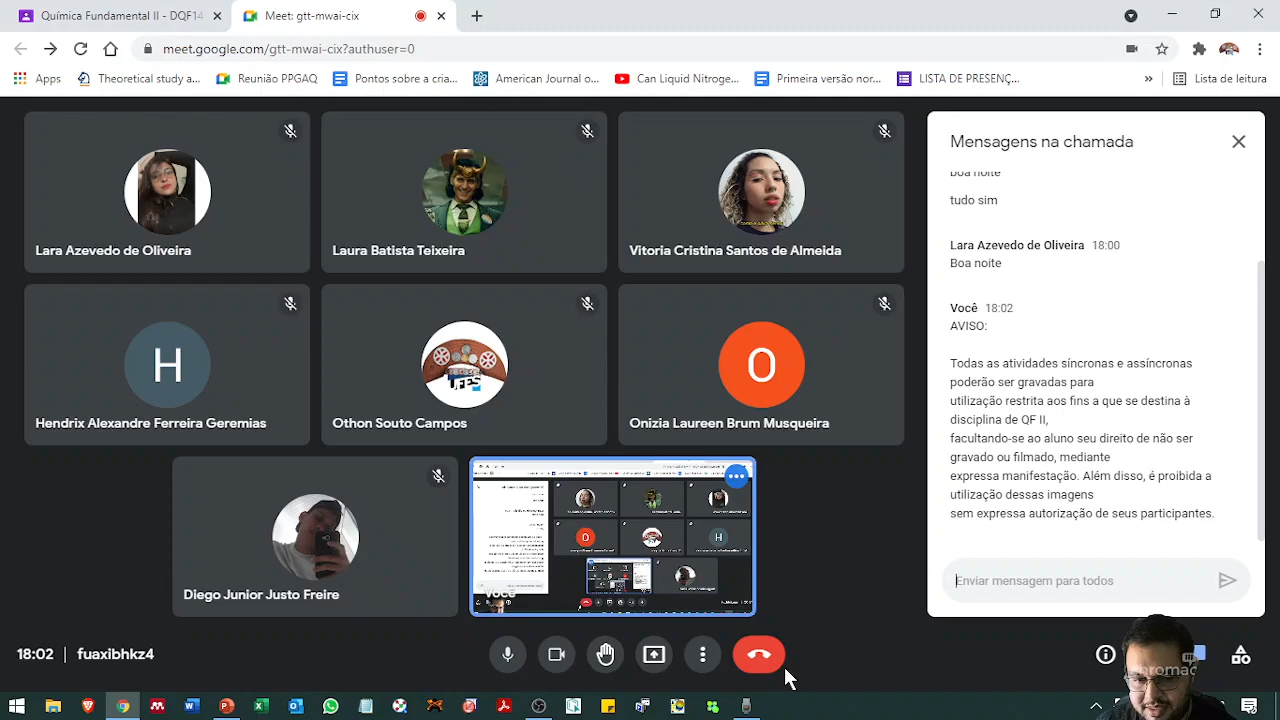 Química Fundamental II - DQF14
Meet: gtt-mwai-cix
meet.google.com/gtt-mwai-cix?authuser=0
Apps
Theoretical study a...
Reunião PPGAQ
Pontos sobre a cria...
American Journal o...
Can Liquid Nitroge...
Primeira versão nor...
LISTA DE PRESENÇ...
Lista de leitura
Lara Azevedo de Oliveira
Laura Batista Teixeira
Vitoria Cristina Santos de Almeida
H
Hendrix Alexandre Ferreira Geremias
UFES
Othon Souto Campos
O
Onizia Laureen Brum Musqueira
Diego Junior Justo Freire
Você
Mensagens na chamada
boa noite
tudo sim
Lara Azevedo de Oliveira 18:00
Boa noite
Você 18:02
AVISO:
Todas as atividades síncronas e assíncronas
poderão ser gravadas para
utilização restrita aos fins a que se destina à
disciplina de QF II,
facultando-se ao aluno seu direito de não ser
gravado ou filmado, mediante
expressa manifestação. Além disso, é proibida a
utilização dessas imagens
sem expressa autorização de seus participantes.
Enviar mensagem para todos
18:02 | fuaxibhkz4